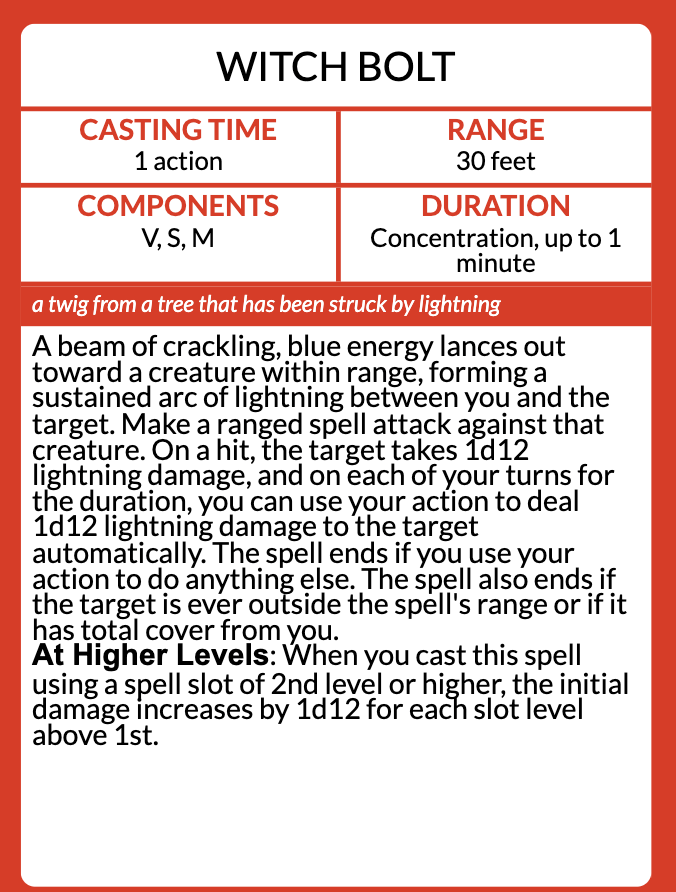 WITCH BOLT
CASTING TIME
1 action
RANGE
30 feet
COMPONENTS
V, S, M
DURATION
Concentration, up to 1
minute
a twig from a tree that has been struck by lightning
A beam of crackling, blue energy lances out
toward a creature within range, forming a
sustained arc of lightning between you and the
target. Make a ranged spell attack against that
creature. On a hit, the target takes 1d12
lightning damage, and on each of your turns for
the duration, you can use your action to deal
1d12 lightning damage to the target
automatically. The spell ends if you use your
action to do anything else. The spell also ends if
the target is ever outside the spell's range or if it
has total cover from you.
At Higher Levels: When you cast this spell
using a spell slot of 2nd level or higher, the initial
damage increases by 1d12 for each slot level
above 1st.